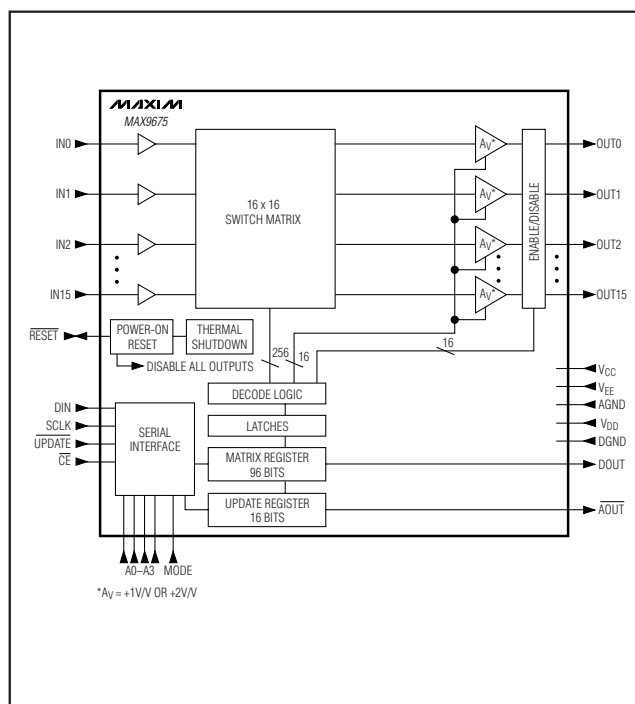 MAXIM
MAX9675
IN0
IN1
IN2
IN15
16 x 16
SWITCH MATRIX
AV*
AV*
AV*
AV*
ENABLE/DISABLE
OUT0
OUT1
OUT2
OUT15
RESET
POWER-ON
RESET
THERMAL
SHUTDOWN
DISABLE ALL OUTPUTS
256
16
16
DECODE LOGIC
LATCHES
MATRIX REGISTER
96 BITS
UPDATE REGISTER
16 BITS
DIN
SCLK
UPDATE
CE
SERIAL
INTERFACE
A0–A3
MODE
VCC
VEE
AGND
VDD
DGND
DOUT
AOUT
*AV = +1V/V OR +2V/V